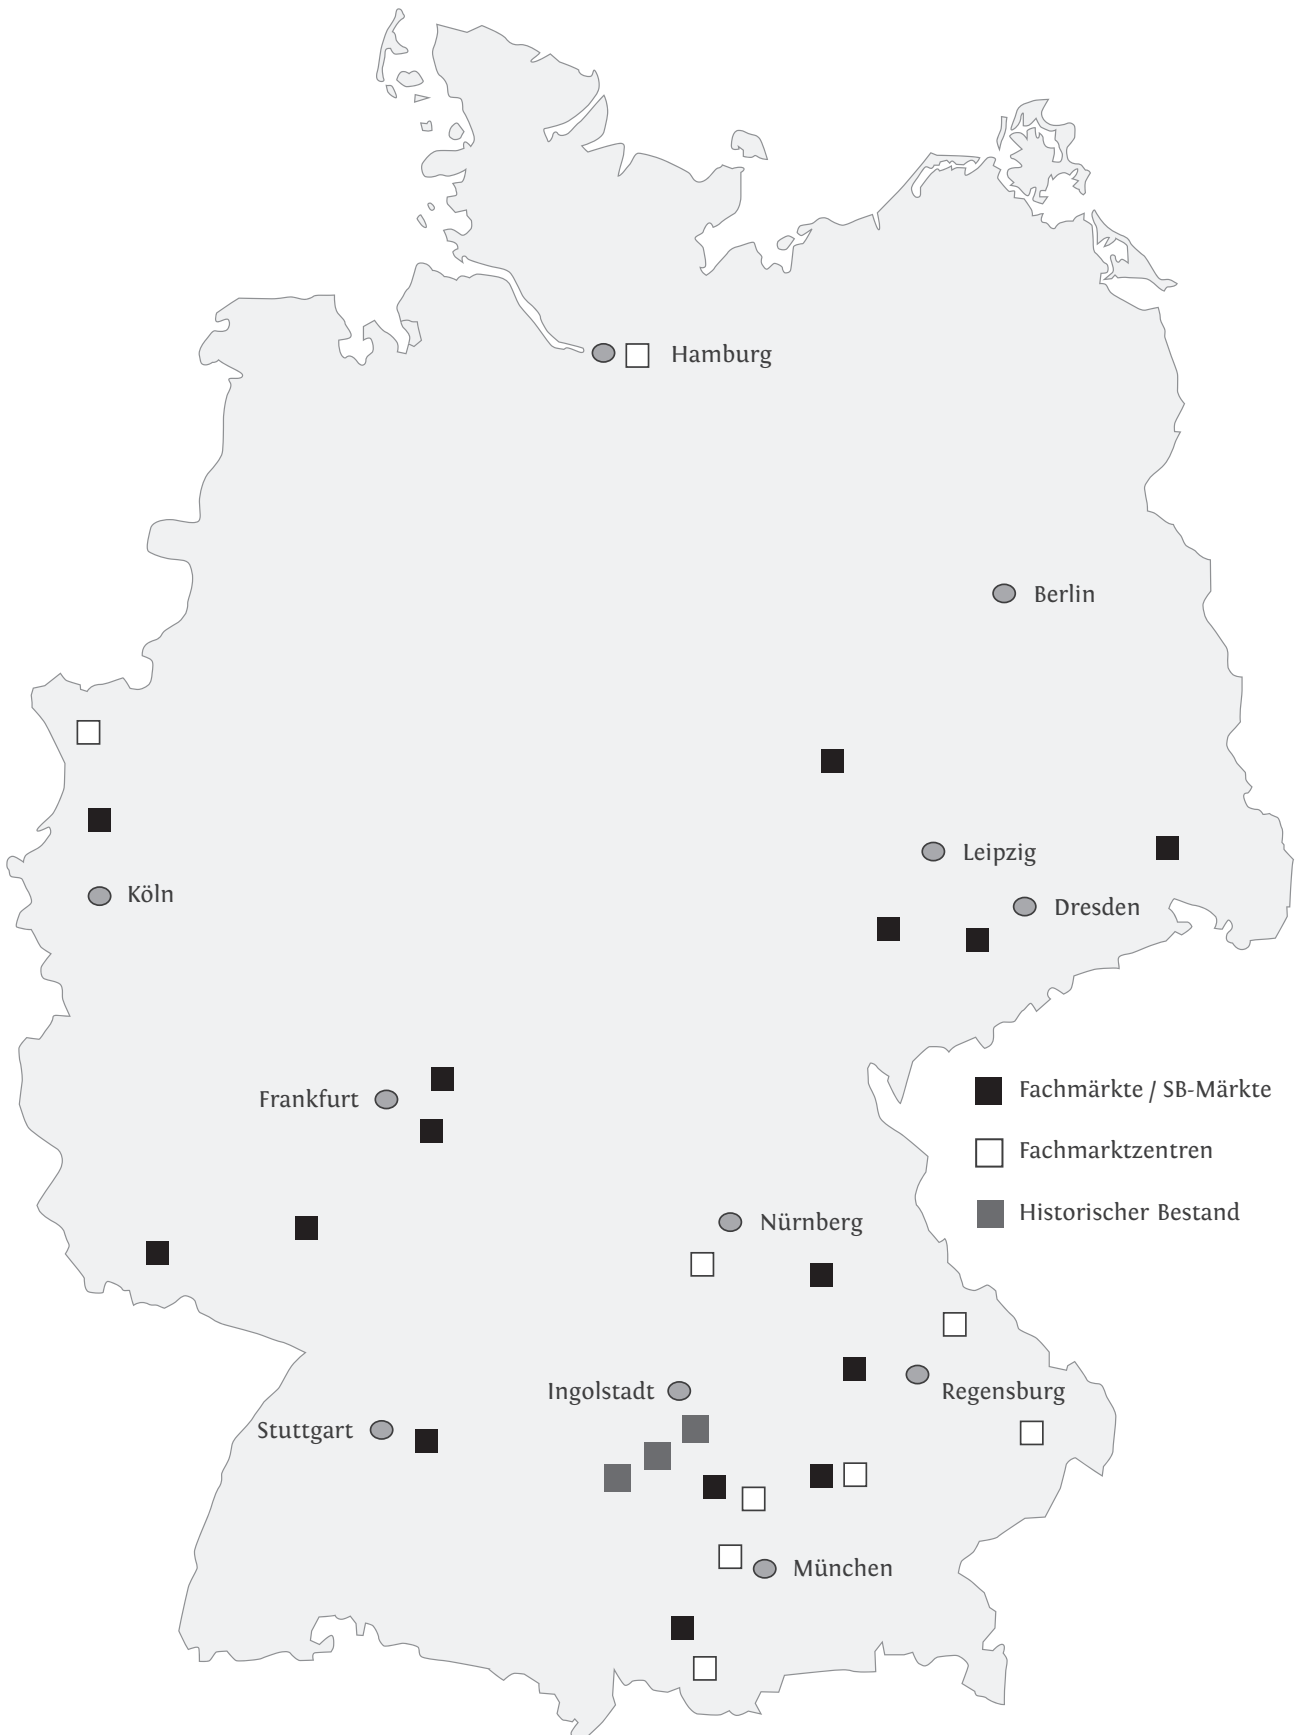 Hamburg
Berlin
Leipzig
Köln
Dresden
Frankfurt
Fachmärkte / SB-Märkte
Fachmarktzentren
Historischer Bestand
Nürnberg
Ingolstadt
Regensburg
Stuttgart
München